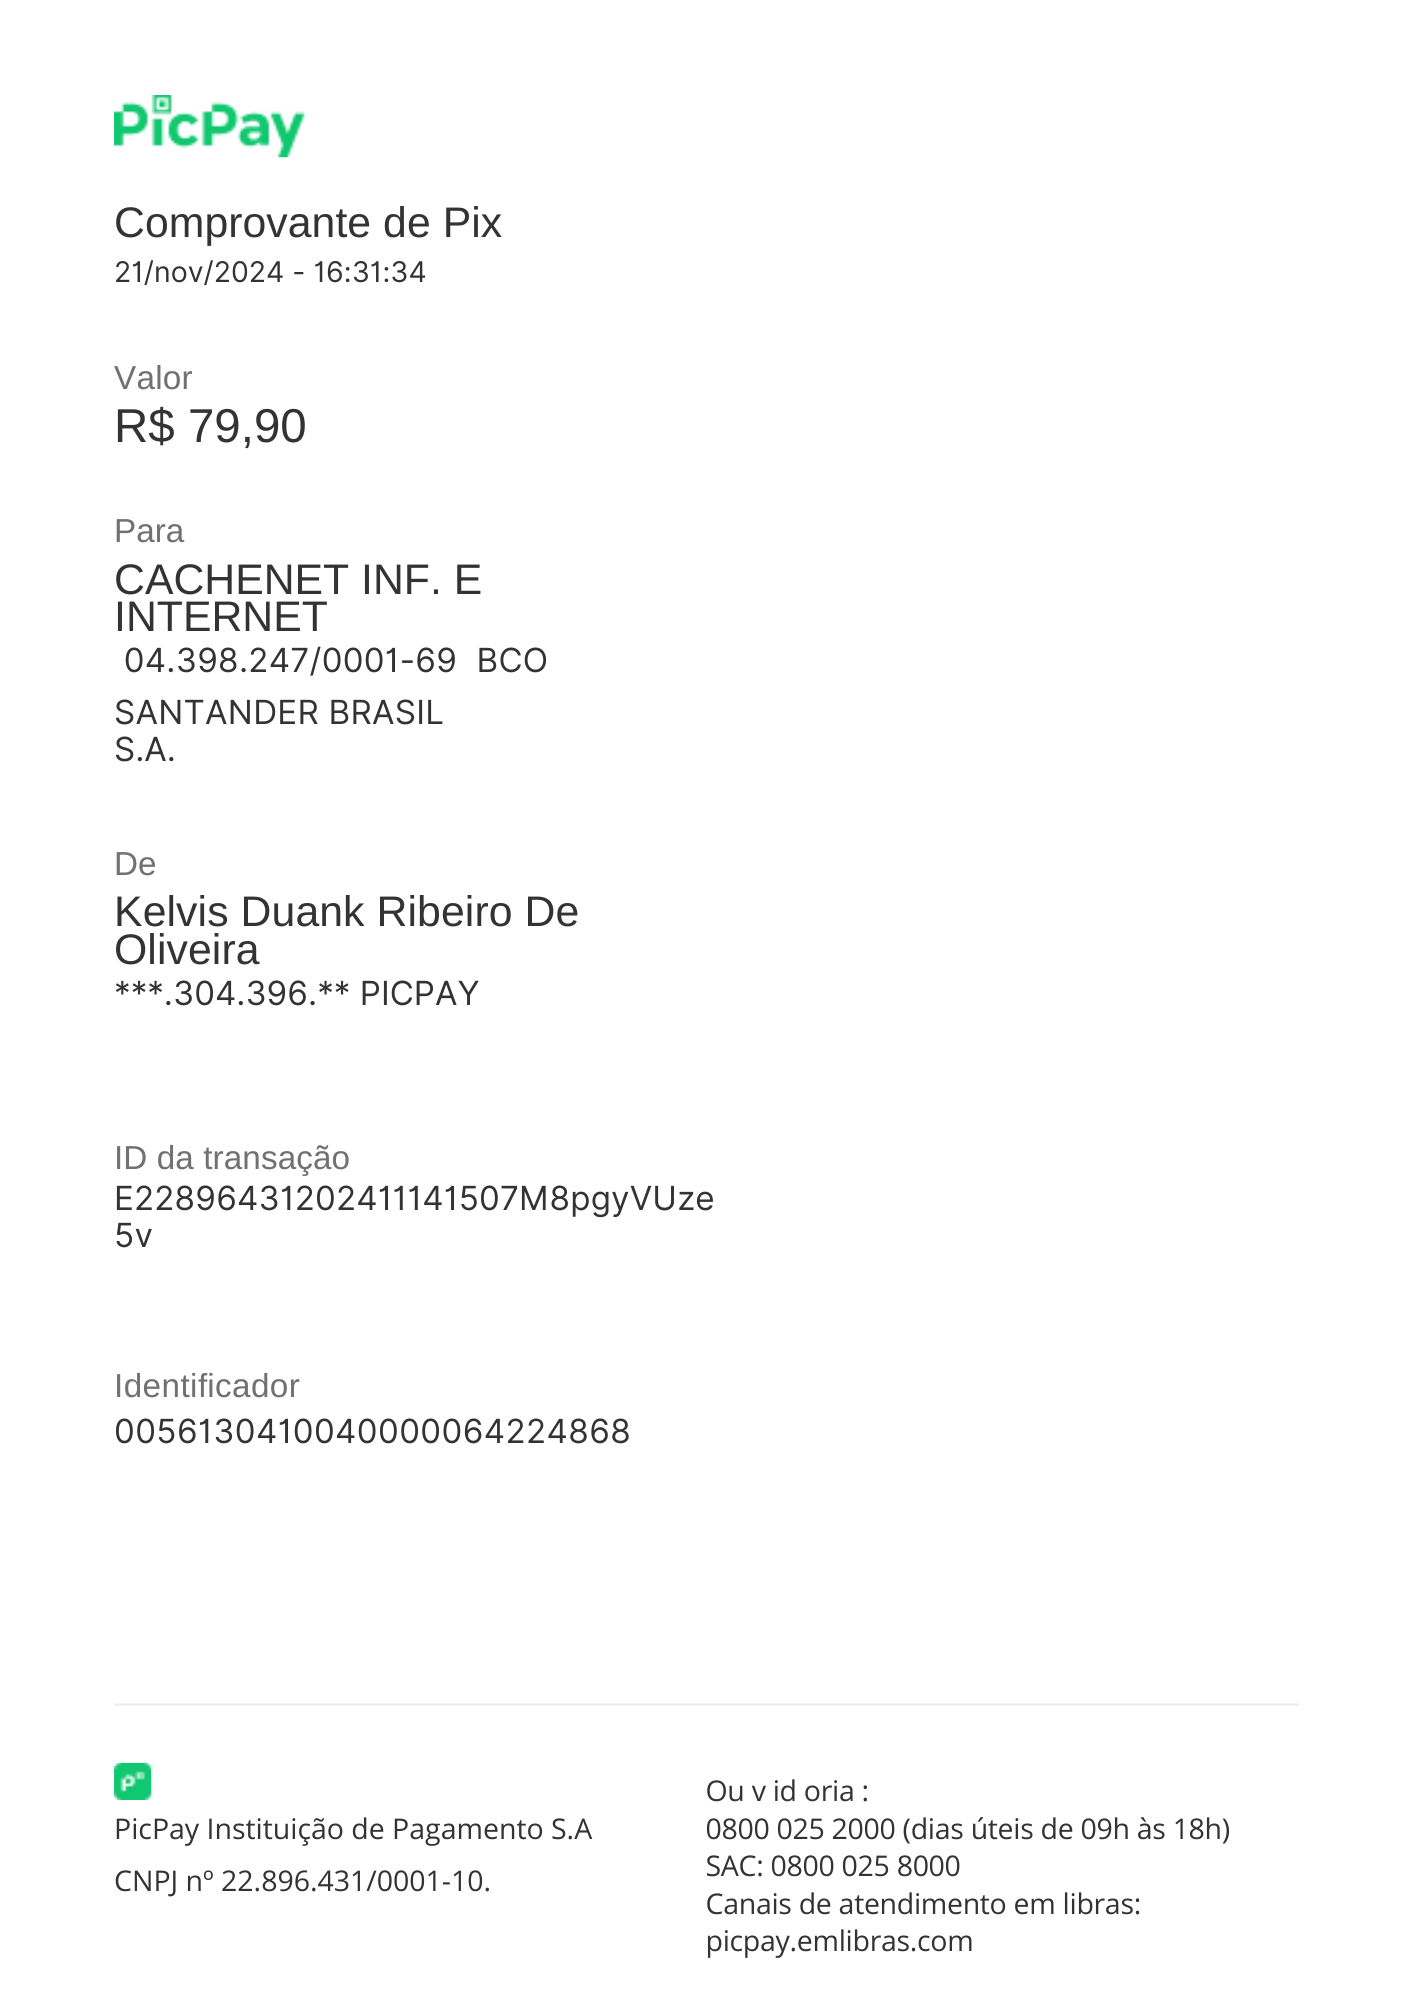 PicPay
Comprovante de Pix
21/nov/2024 - 16:31:34
Valor
R$ 79,90
Para
CACHENET INF. E
INTERNET
04.398.247/0001-69 BCO
SANTANDER BRASIL
S.A.
De
Kelvis Duank Ribeiro De
Oliveira
***.304.396.** PICPAY
ID da transação
E22896431202411141507M8pgyVUze
5v
Identificador
0056130410040000064224868
PicPay Instituição de Pagamento S.A
CNPJ nº 22.896.431/0001-10.
Ou v id oria :
0800 025 2000 (dias úteis de 09h às 18h)
SAC: 0800 025 8000
Canais de atendimento em libras:
picpay.emlibras.com